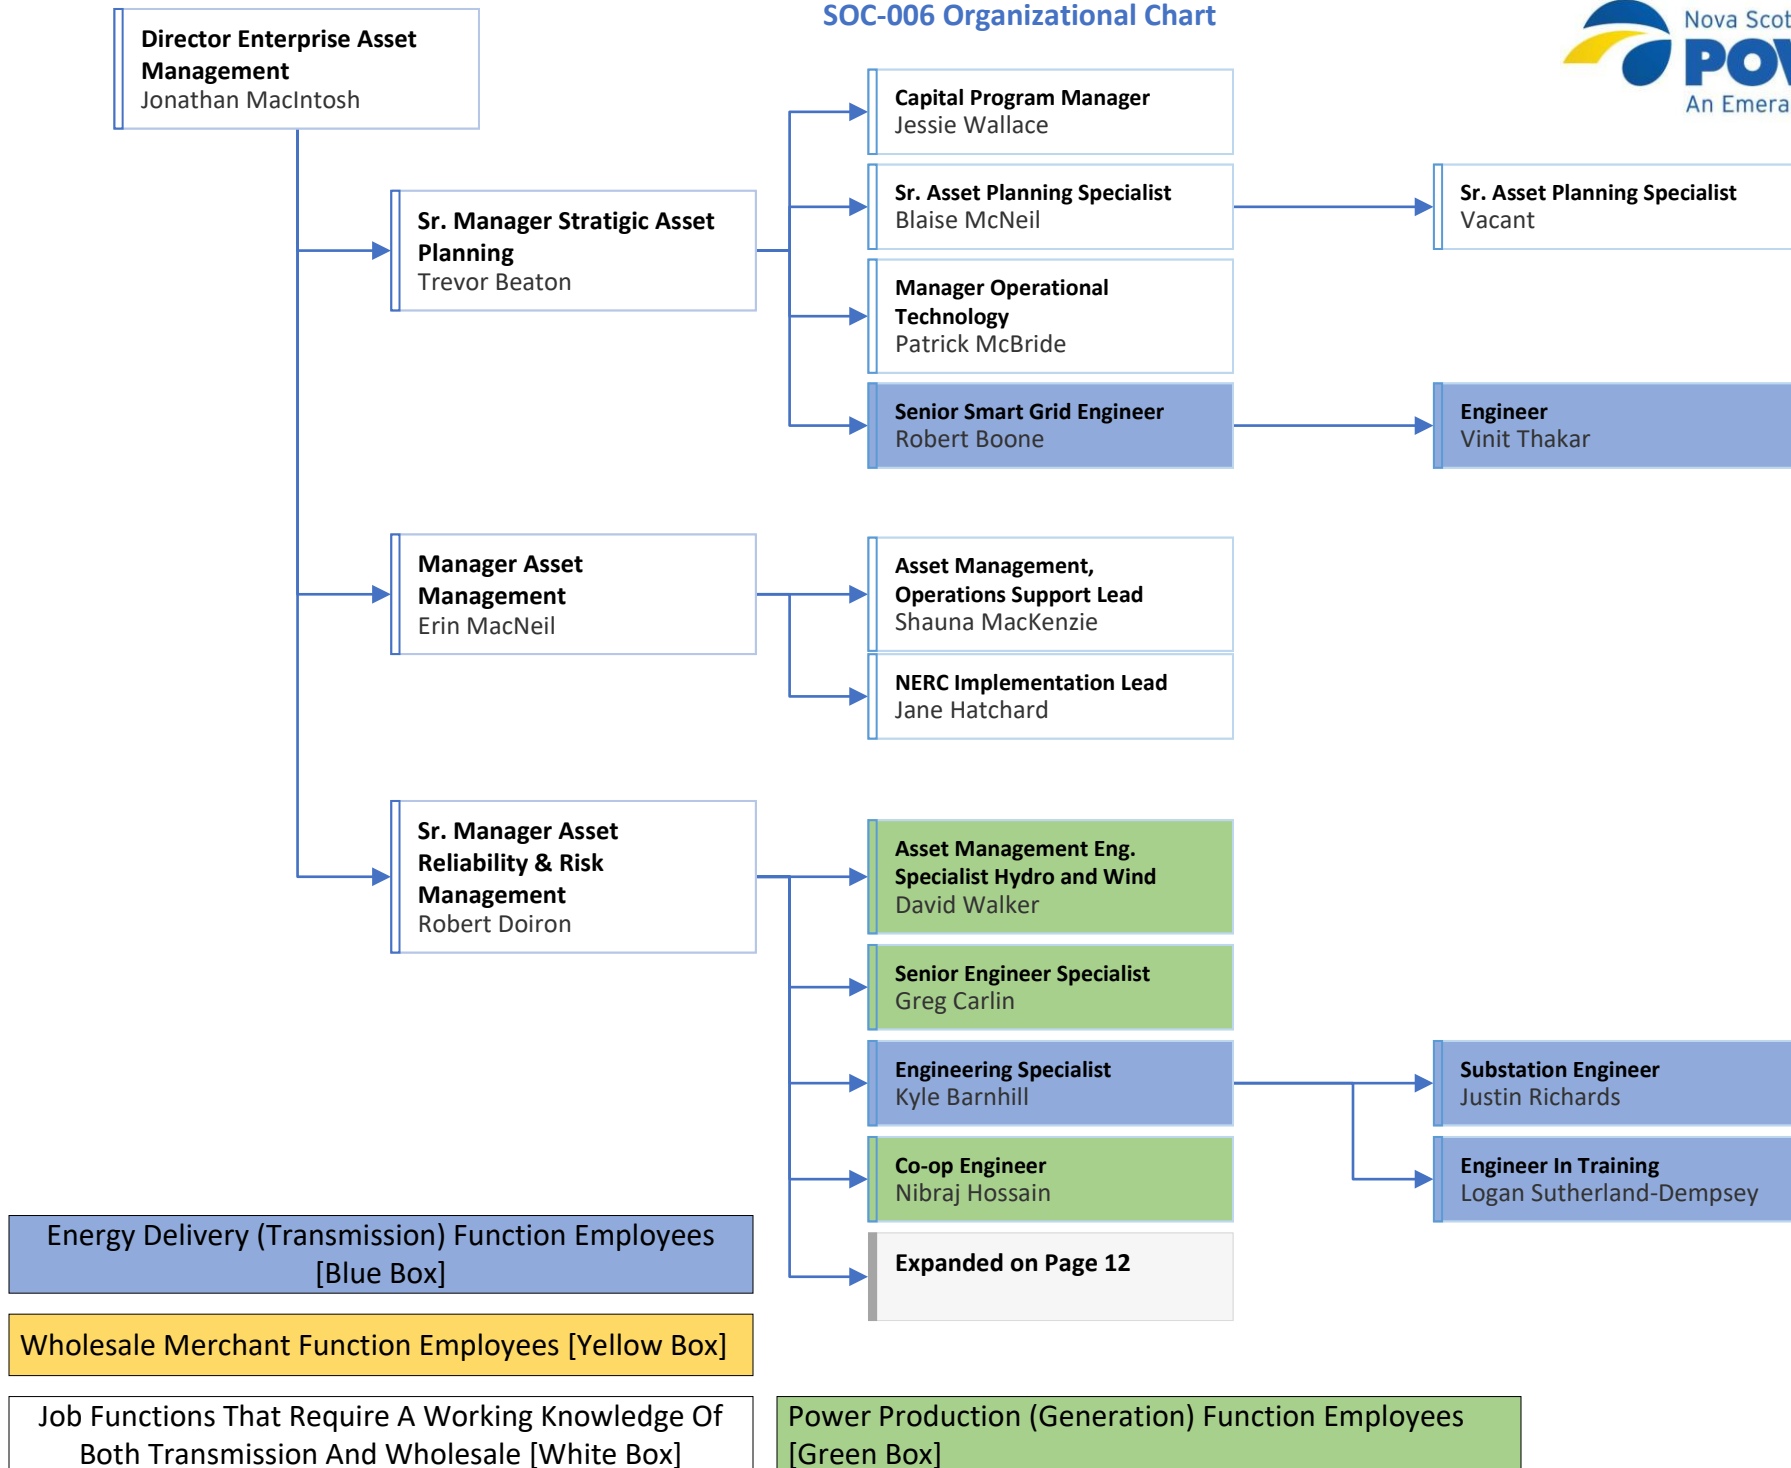 SOC-006 Organizational Chart
Nova Scot
POW
An Emera
Director Enterprise Asset
Management
Jonathan MacIntosh
Sr. Manager Stratigic Asset
Planning
Trevor Beaton
Capital Program Manager
Jessie Wallace
Sr. Asset Planning Specialist
Blaise McNeil
Sr. Asset Planning Specialist
Vacant
Manager Operational
Technology
Patrick McBride
Senior Smart Grid Engineer
Robert Boone
Engineer
Vinit Thakar
Manager Asset
Management
Erin MacNeil
Asset Management,
Operations Support Lead
Shauna MacKenzie
NERC Implementation Lead
Jane Hatchard
Sr. Manager Asset
Reliability & Risk
Management
Robert Doiron
Asset Management Eng.
Specialist Hydro and Wind
David Walker
Senior Engineer Specialist
Greg Carlin
Engineering Specialist
Kyle Barnhill
Substation Engineer
Justin Richards
Engineer In Training
Logan Sutherland-Dempsey
Co-op Engineer
Nibraj Hossain
Expanded on Page 12
Energy Delivery (Transmission) Function Employees
[Blue Box]
Wholesale Merchant Function Employees [Yellow Box]
Job Functions That Require A Working Knowledge Of
Both Transmission And Wholesale [White Box]
Power Production (Generation) Function Employees
[Green Box]